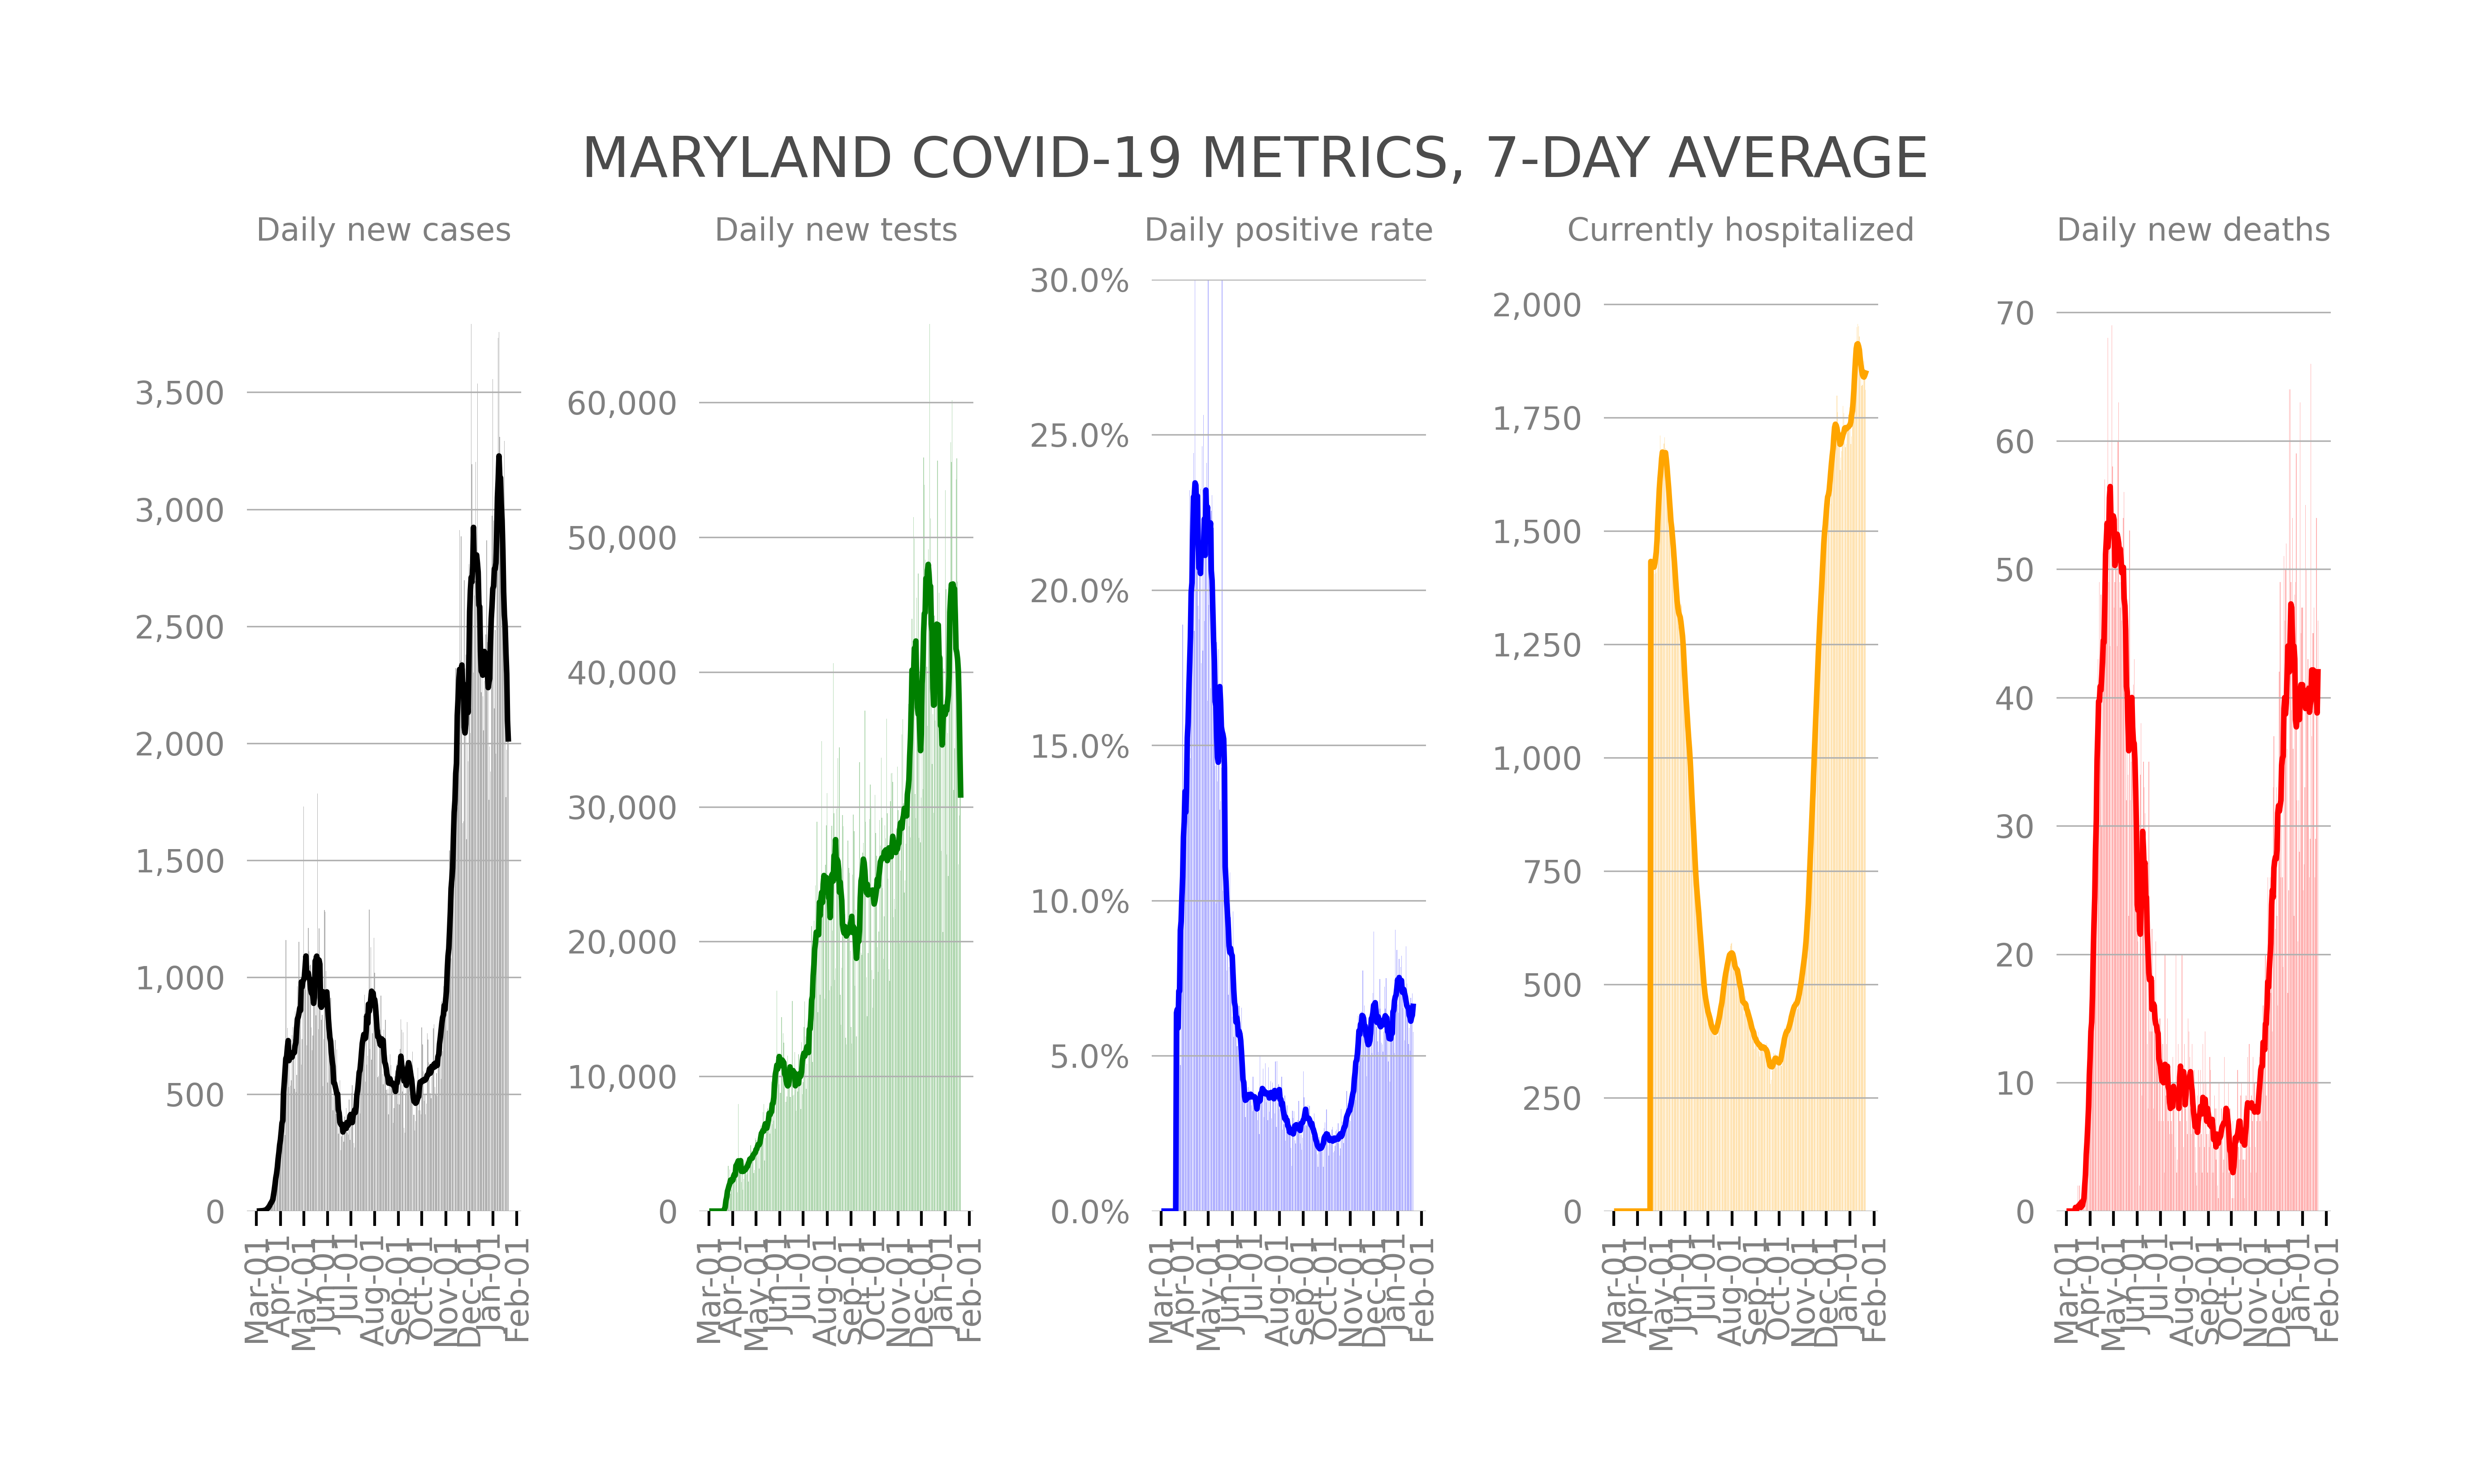 MARYLAND COVID-19 METRICS, 7-DAY AVERAGE
Daily new cases
3,500
3,000
2,500
2,000
1,500
1,000
500
0
Mar-01
Apr-01
May-01
Jun-01
Jul-01
Aug-01
Sep-01
Oct-01
Nov-01
Dec-01
Jan-01
Feb-01
Daily new tests
60,000
50,000
40,000
30,000
20,000
10,000
0
Mar-01
Apr-01
May-01
Jun-01
Jul-01
Aug-01
Sep-01
Oct-01
Nov-01
Dec-01
Jan-01
Feb-01
Daily positive rate
30.0%
25.0%
20.0%
15.0%
10.0%
5.0%
0.0%
Mar-01
Apr-01
May-01
Jun-01
Jul-01
Aug-01
Sep-01
Oct-01
Nov-01
Dec-01
Jan-01
Feb-01
Currently hospitalized
2,000
1,750
1,500
1,250
1,000
750
500
250
0
Mar-01
Apr-01
May-01
Jun-01
Jul-01
Aug-01
Sep-01
Oct-01
Nov-01
Dec-01
Jan-01
Feb-01
Daily new deaths
70
60
50
40
30
20
10
0
Mar-01
Apr-01
May-01
Jun-01
Jul-01
Aug-01
Sep-01
Oct-01
Nov-01
Dec-01
Jan-01
Feb-01